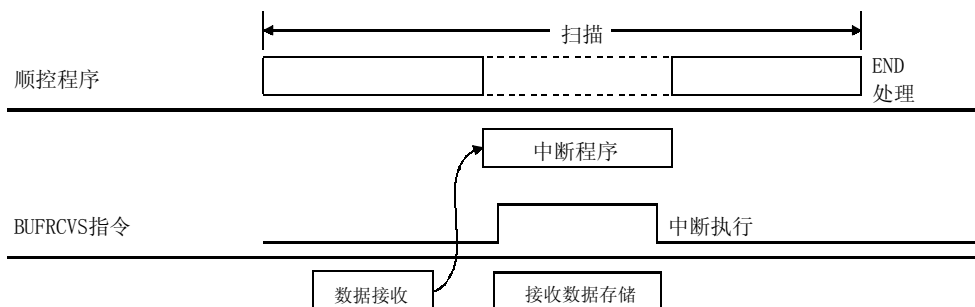 扫描
顺控程序
END
处理
中断程序
BUFRCVS指令
中断执行
数据接收
接收数据存储